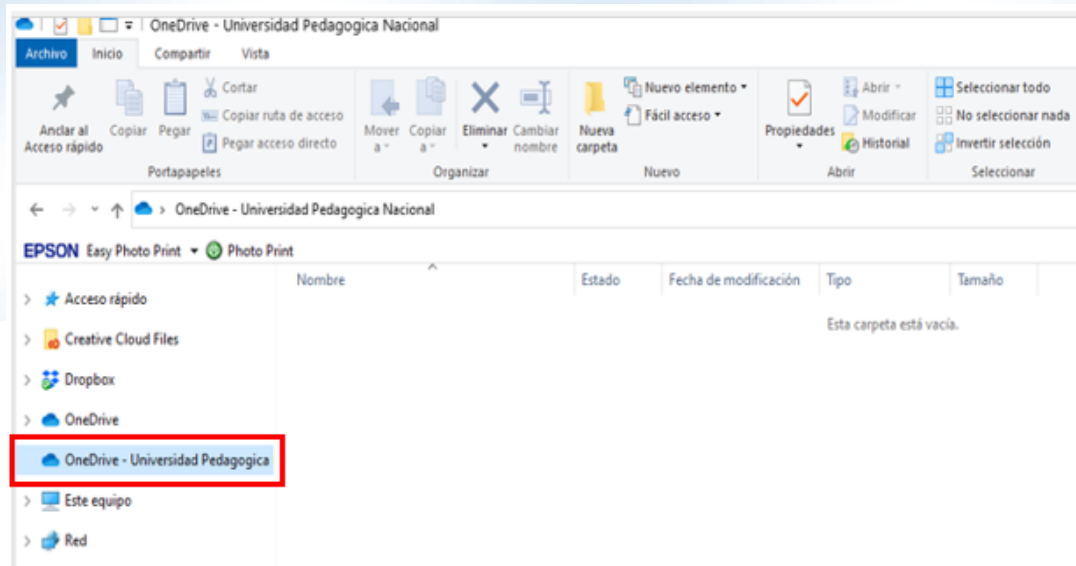 OneDrive - Universidad Pedagogica Nacional
Archivo Inicio Compartir Vista
Anclar al Acceso rápido
Copiar
Pegar
Cortar
Copiar ruta de acceso
Pegar acceso directo
Portapapeles
Mover a
Copiar a
Eliminar
Cambiar nombre
Organizar
Nueva carpeta
Nuevo elemento
Fácil acceso
Nuevo
Propiedades
Abrir
Modificar
Historial
Abrir
Seleccionar todo
No seleccionar nada
Invertir selección
Seleccionar
OneDrive - Universidad Pedagogica Nacional
EPSON Easy Photo Print Photo Print
Nombre Estado Fecha de modificación Tipo Tamaño
Esta carpeta está vacía.
Acceso rápido
Creative Cloud Files
Dropbox
OneDrive
OneDrive - Universidad Pedagogica
Este equipo
Red